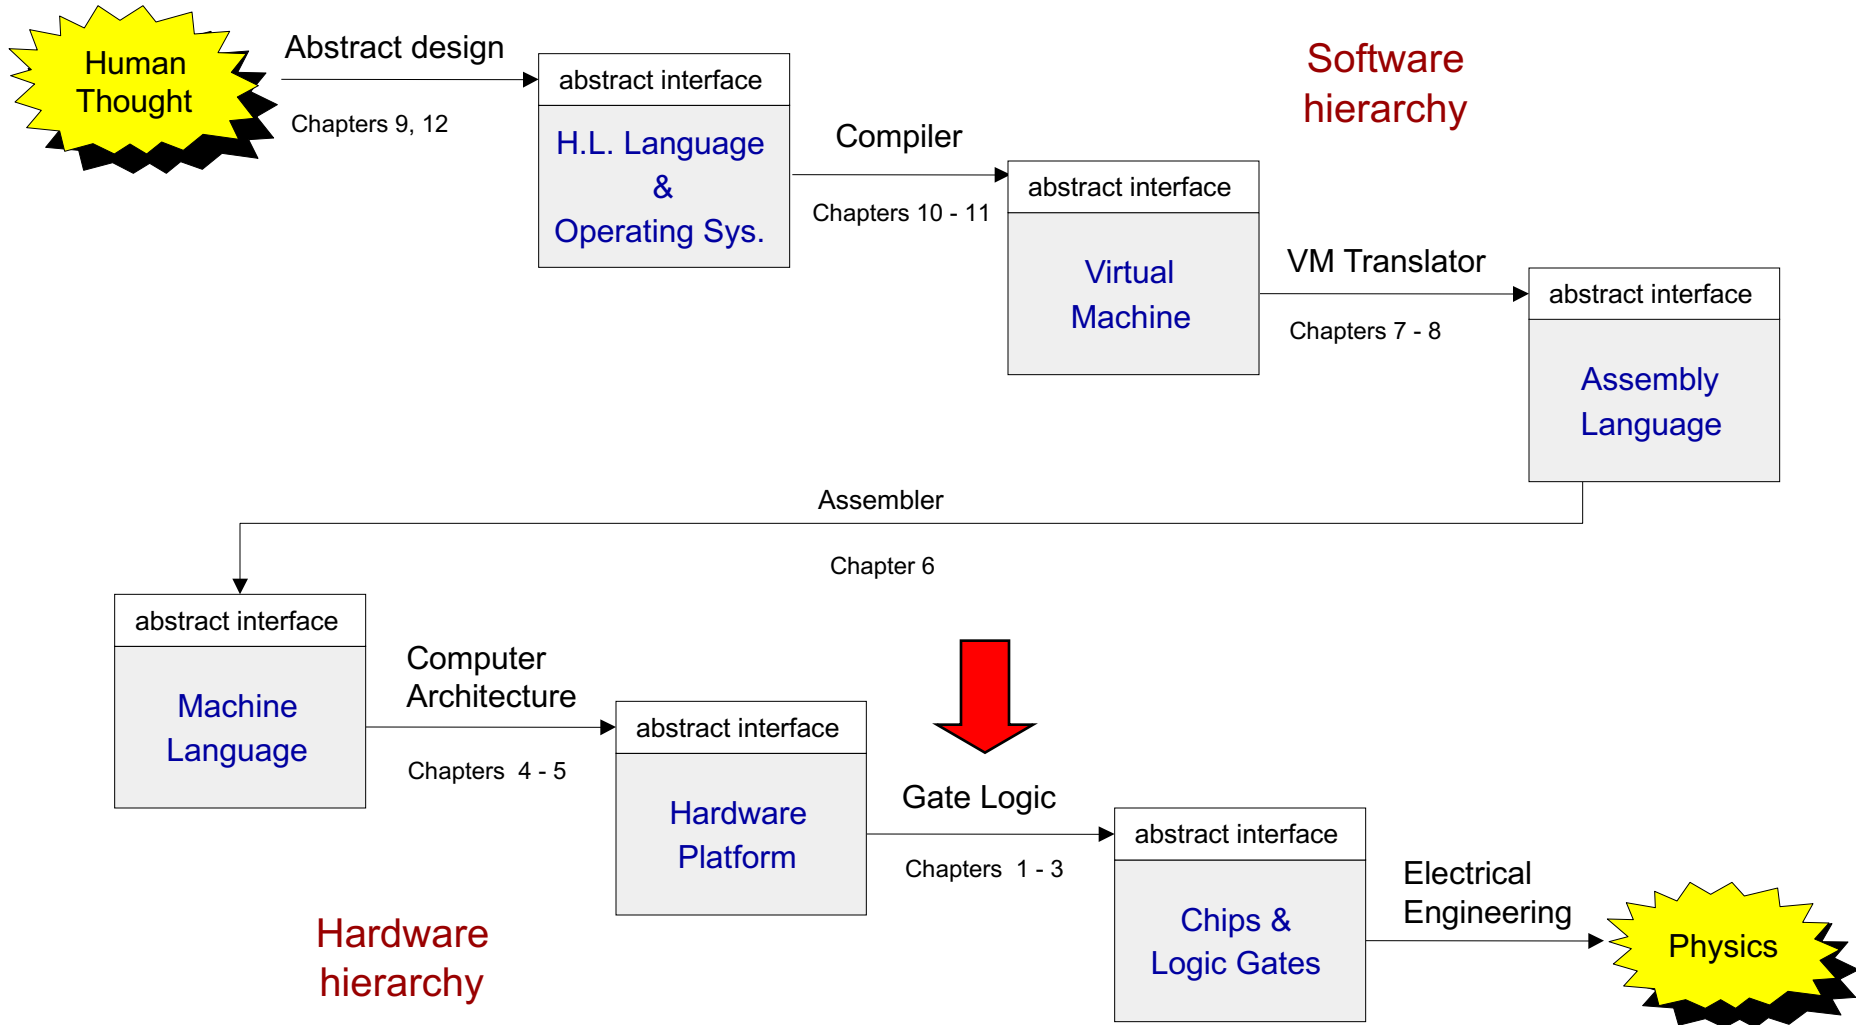 Human
Thought
Abstract design
Chapters 9, 12
abstract interface
H.L. Language
&
Operating Sys.
Software
hierarchy
Compiler
Chapters 10 - 11
abstract interface
Virtual
Machine
VM Translator
Chapters 7 - 8
abstract interface
Assembly
Language
Assembler
Chapter 6
abstract interface
Machine
Language
Computer
Architecture
Chapters 4 - 5
abstract interface
Hardware
Platform
Gate Logic
Chapters 1 - 3
abstract interface
Chips &
Logic Gates
Electrical
Engineering
Physics
Hardware
hierarchy